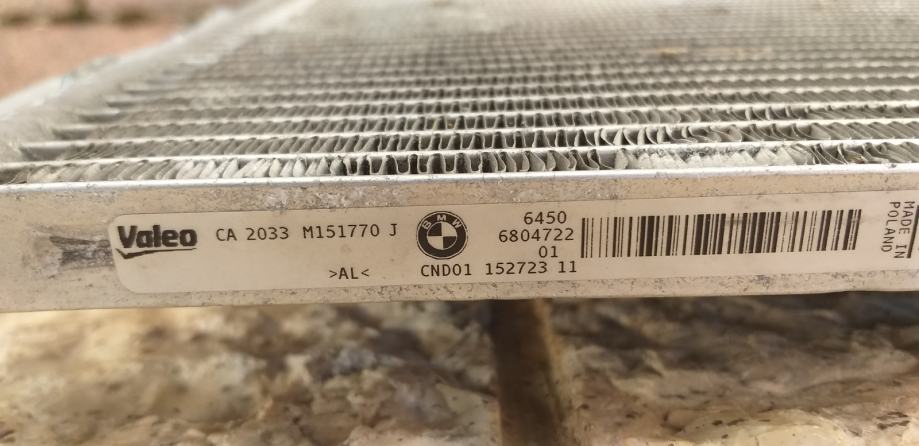 Valeo CA 2033 M151770 J
>AL<
BMW
6450
6804722
01
CND01 152723 11
MADE IN
POLAND